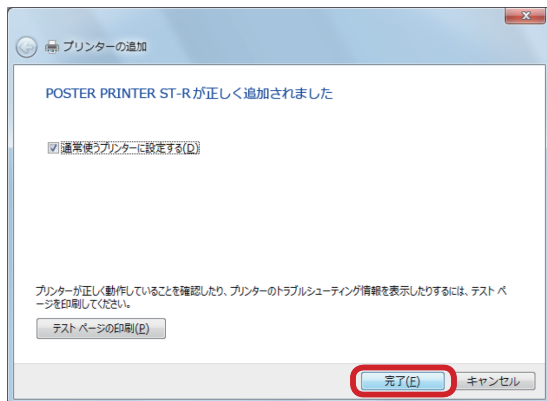 プリンターの追加
POSTER PRINTER ST-Rが正しく追加されました
通常使うプリンターに設定する(D)
プリンターが正しく動作していることを確認したり、プリンターのトラブルシューティング情報を表示したりするには、テスト ペ
ージを印刷してください。
テスト ページの印刷(P)
完了(F) キャンセル